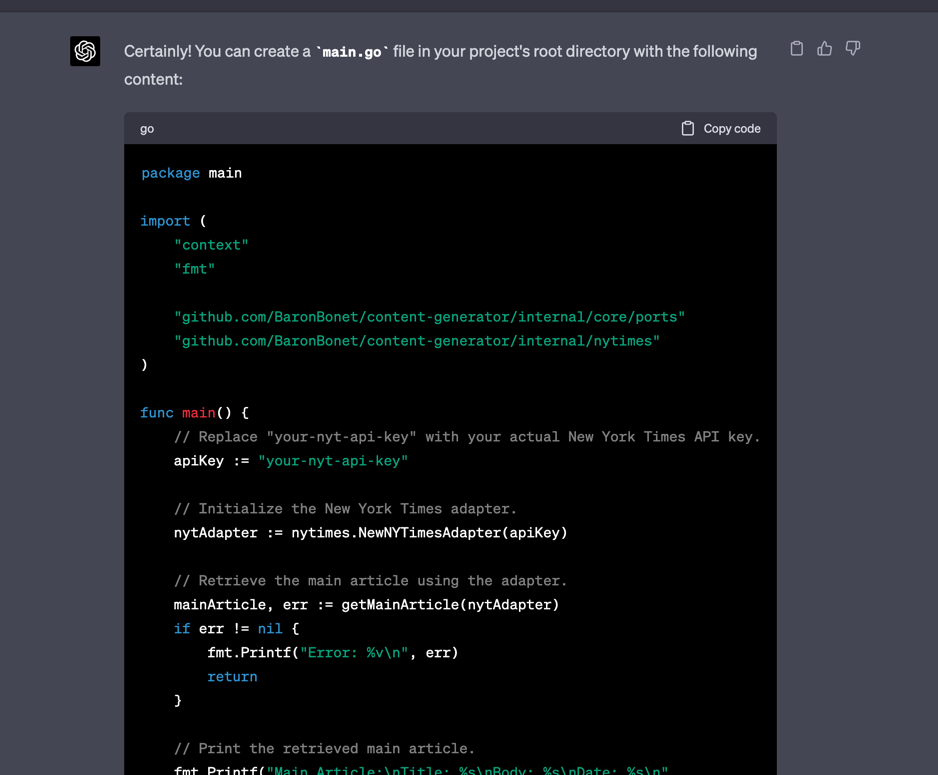 Certainly! You can create a `main.go` file in your project's root directory with the following
content:
go
Copy code
package main
import (
"context"
"fmt"
"github.com/BaronBonet/content-generator/internal/core/ports"
"github.com/BaronBonet/content-generator/internal/nytimes"
)
func main() {
// Replace "your-nyt-api-key" with your actual New York Times API key.
apiKey := "your-nyt-api-key"
// Initialize the New York Times adapter.
nytAdapter := nytimes.NewNYTimesAdapter(apiKey)
// Retrieve the main article using the adapter.
mainArticle, err := getMainArticle(nytAdapter)
if err != nil {
fmt.Printf("Error: %v\n", err)
return
}
// Print the retrieved main article.
fmt.Printf("Main Article:\nTitle: %s\nBody: %s\nDate: %s\n",